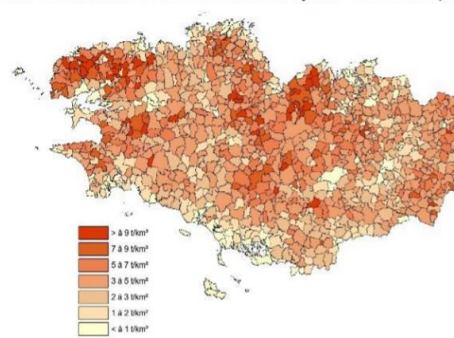 > à 9 t/km²
7 à 9 t/km²
5 à 7 t/km²
3 à 5 t/km²
2 à 3 t/km²
1 à 2 t/km²
< à 1 t/km²